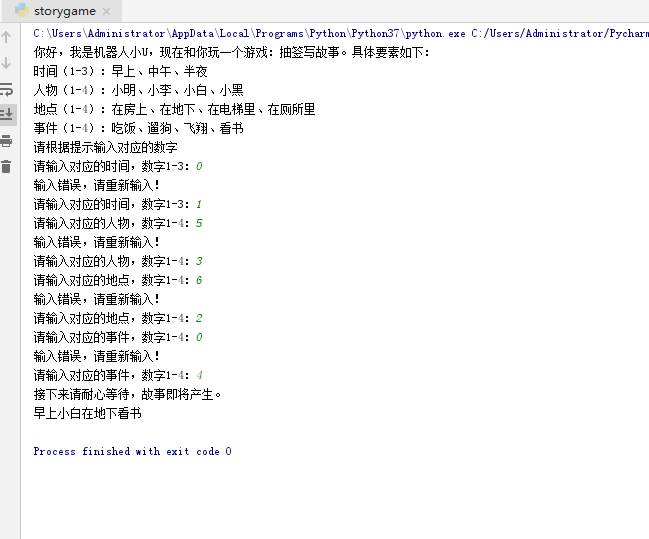 storygame
C:\Users\Administrator\AppData\Local\Programs\Python\Python37\python.exe C:/Users/Administrator/Pycharm
你好，我是机器人小U，现在和你玩一个游戏：抽签写故事。具体要素如下：
时间（1-3）：早上、中午、半夜
人物（1-4）：小明、小李、小白、小黑
地点（1-4）：在房上、在地下、在电梯里、在厕所里
事件（1-4）：吃饭、遛狗、飞翔、看书
请根据提示输入对应的数字
请输入对应的时间，数字1-3：0
输入错误，请重新输入！
请输入对应的时间，数字1-3：1
请输入对应的人物，数字1-4：5
输入错误，请重新输入！
请输入对应的人物，数字1-4：3
请输入对应的地点，数字1-4：6
输入错误，请重新输入！
请输入对应的地点，数字1-4：2
请输入对应的事件，数字1-4：0
输入错误，请重新输入！
请输入对应的事件，数字1-4：4
接下来请耐心等待，故事即将产生。
早上小白在地下看书
Process finished with exit code 0